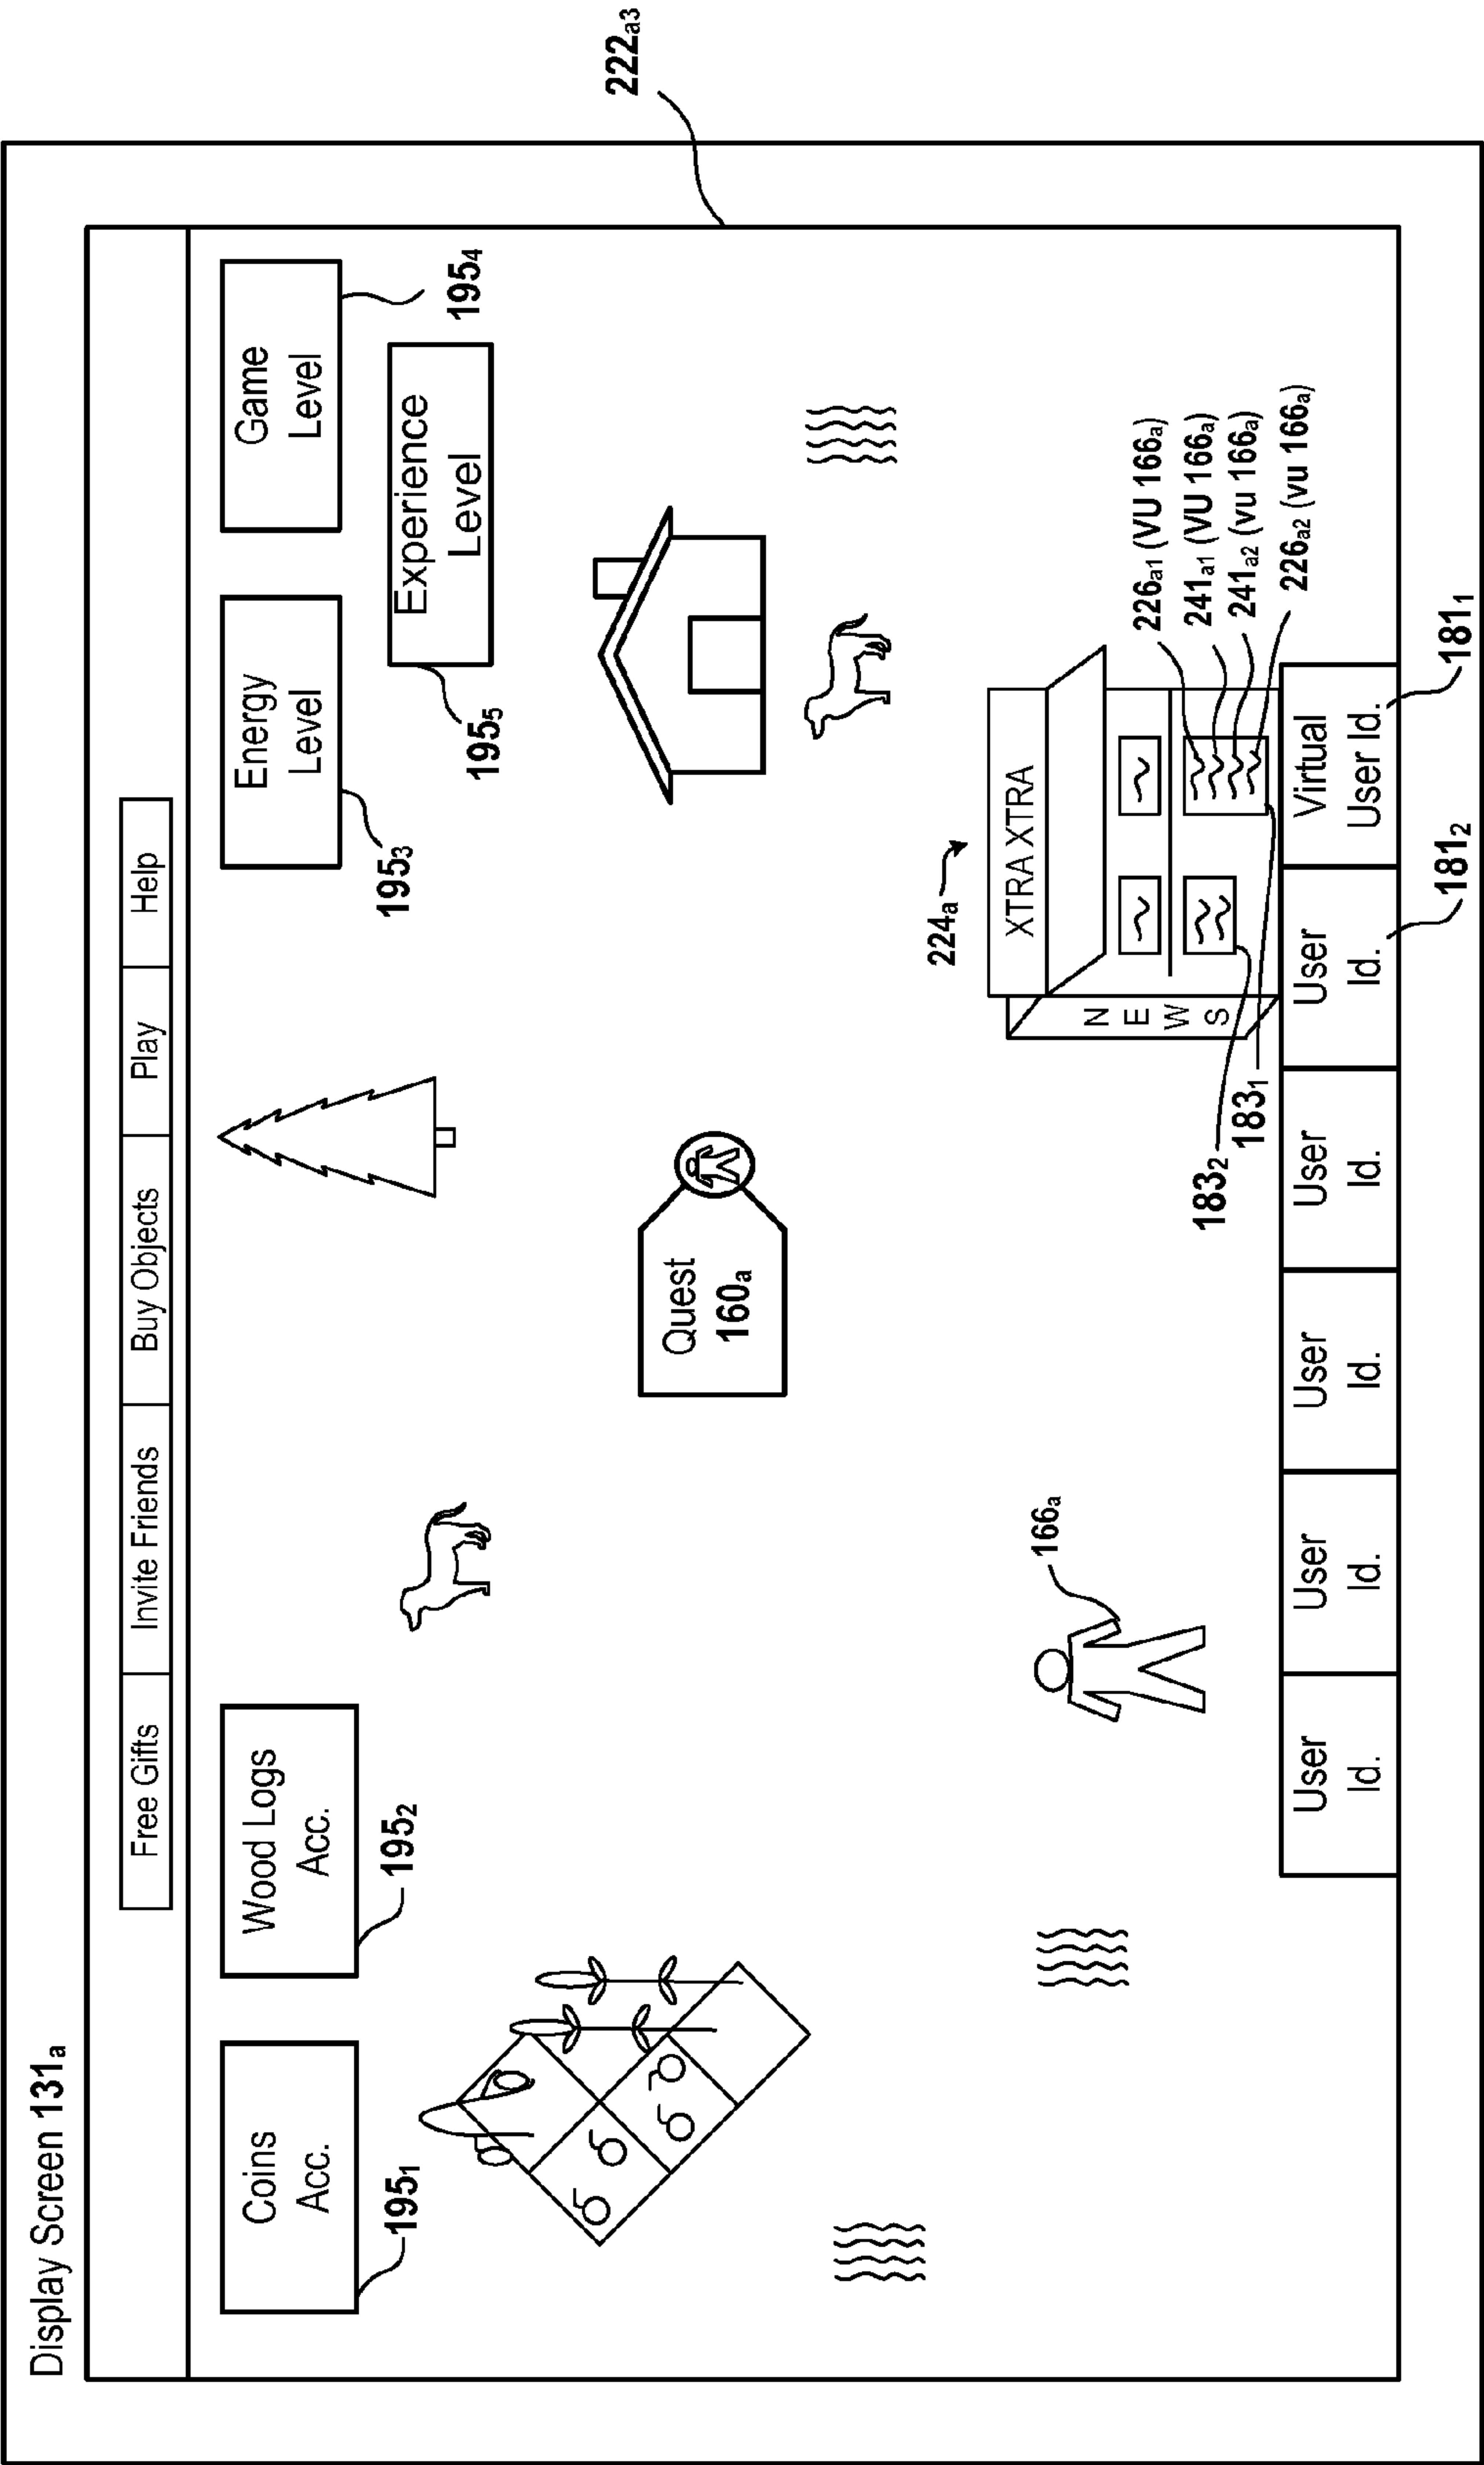 Display Screen 131a
222a3
Free Gifts
Invite Friends
Buy Objects
Play
Help
Coins
Acc.
195₁
Wood Logs
Acc.
195₂
Energy
Level
195₃
Game
Level
195₄
Experience
Level
195₅
Quest
160a
166a
224a
XTRA XTRA
N
E
W
S
226a1 (VU 166a)
241a1 (VU 166a)
241a2 (vu 166a)
226a2 (vu 166a)
183₂
183₁
User
Id.
User
Id.
User
Id.
User
Id.
User
Id.
Virtual
User Id.
181₂
181₁